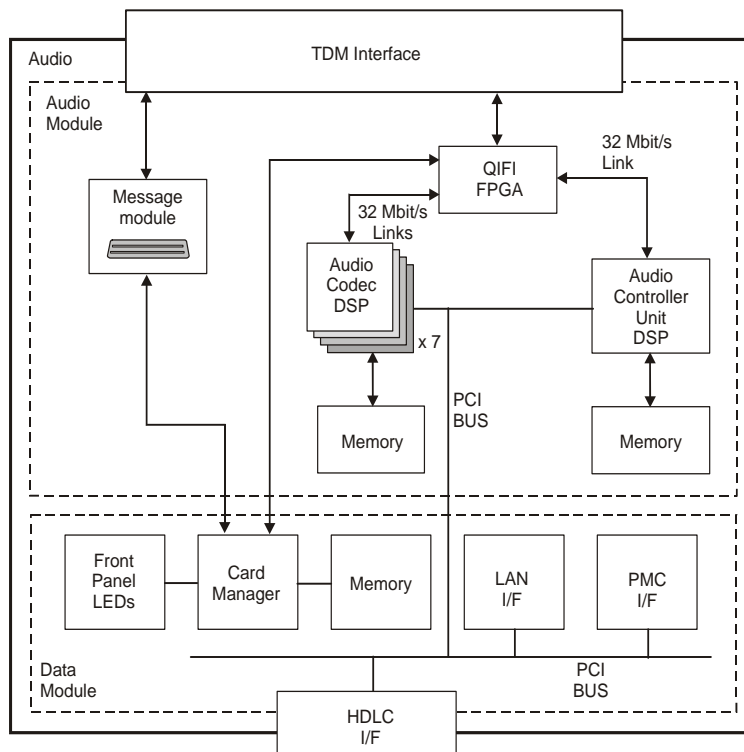 TDM Interface
Audio
Audio
Module
32 Mbit/s
Link
QIFI
FPGA
Message
module
32 Mbit/s
Links
Audio
Codec
DSP
x 7
Audio
Controller
Unit
DSP
PCI
BUS
Memory
Memory
Front
Panel
LEDs
Card
Manager
Memory
LAN
I/F
PMC
I/F
Data
Module
PCI
BUS
HDLC
I/F